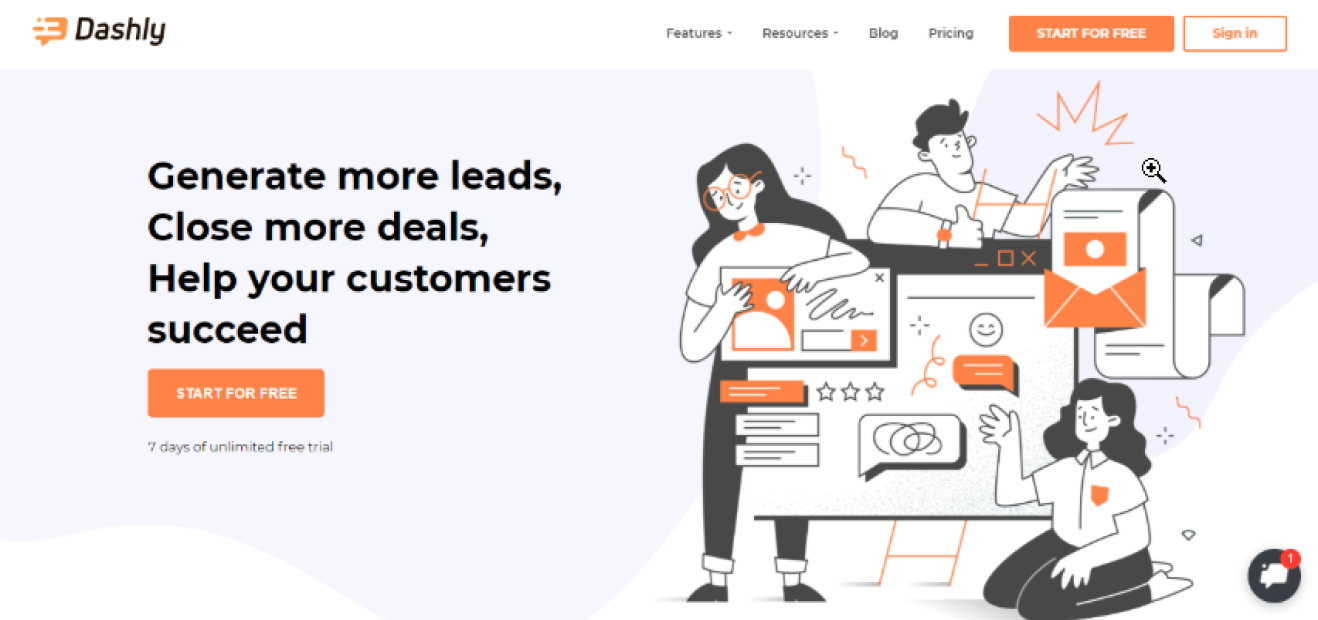 Dashly
Features
Resources
Blog
Pricing
START FOR FREE
Sign in
Generate more leads,
Close more deals,
Help your customers
succeed
START FOR FREE
7 days of unlimited free trial
1